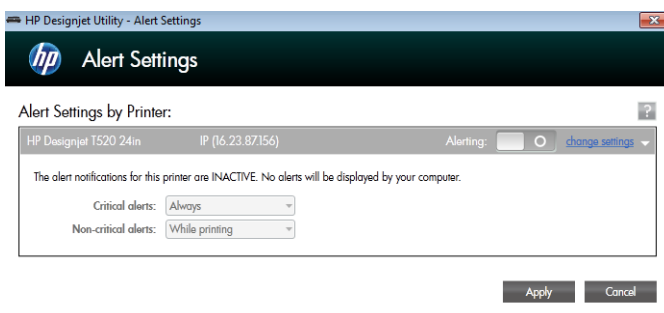 HP Designjet Utility - Alert Settings
hp Alert Settings
Alert Settings by Printer: ?
HP Designjet T520 24in IP (16.23.87.156) Alerting: O change settings
The alert notifications for this printer are INACTIVE. No alerts will be displayed by your computer.
Critical alerts: Always
Non-critical alerts: While printing
Apply Cancel